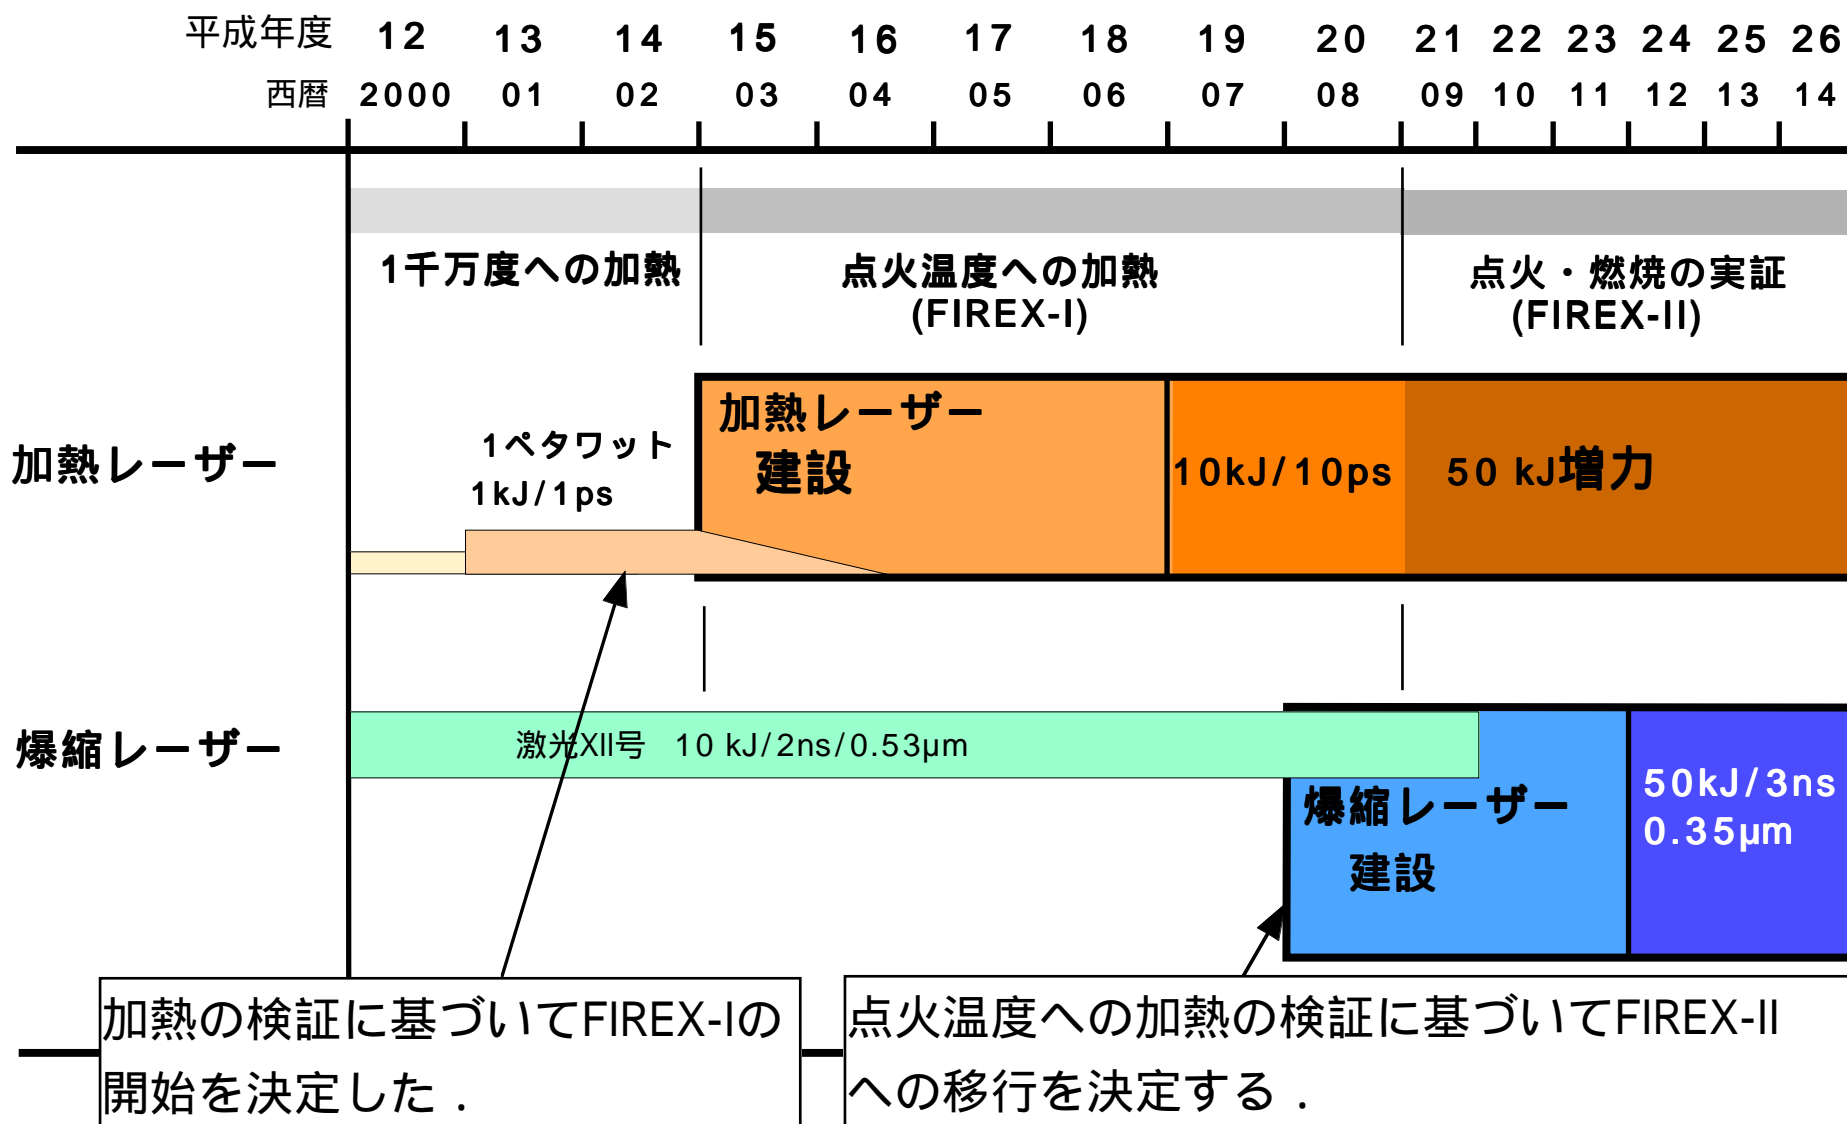 平成年度 12 13 14 15 16 17 18 19 20 21 22 23 24 25 26
西暦 2000 01 02 03 04 05 06 07 08 09 10 11 12 13 14
1千万度への加熱
点火温度への加熱
(FIREX-I)
点火・燃焼の実証
(FIREX-II)
加熱レーザー
1ペタワット
1kJ/1ps
加熱レーザー
建設
10kJ/10ps
50 kJ増力
爆縮レーザー
激光XII号 10 kJ/2ns/0.53μm
爆縮レーザー
建設
50kJ/3ns
0.35μm
加熱の検証に基づいてFIREX-Iの
開始を決定した．
点火温度への加熱の検証に基づいてFIREX-II
への移行を決定する．